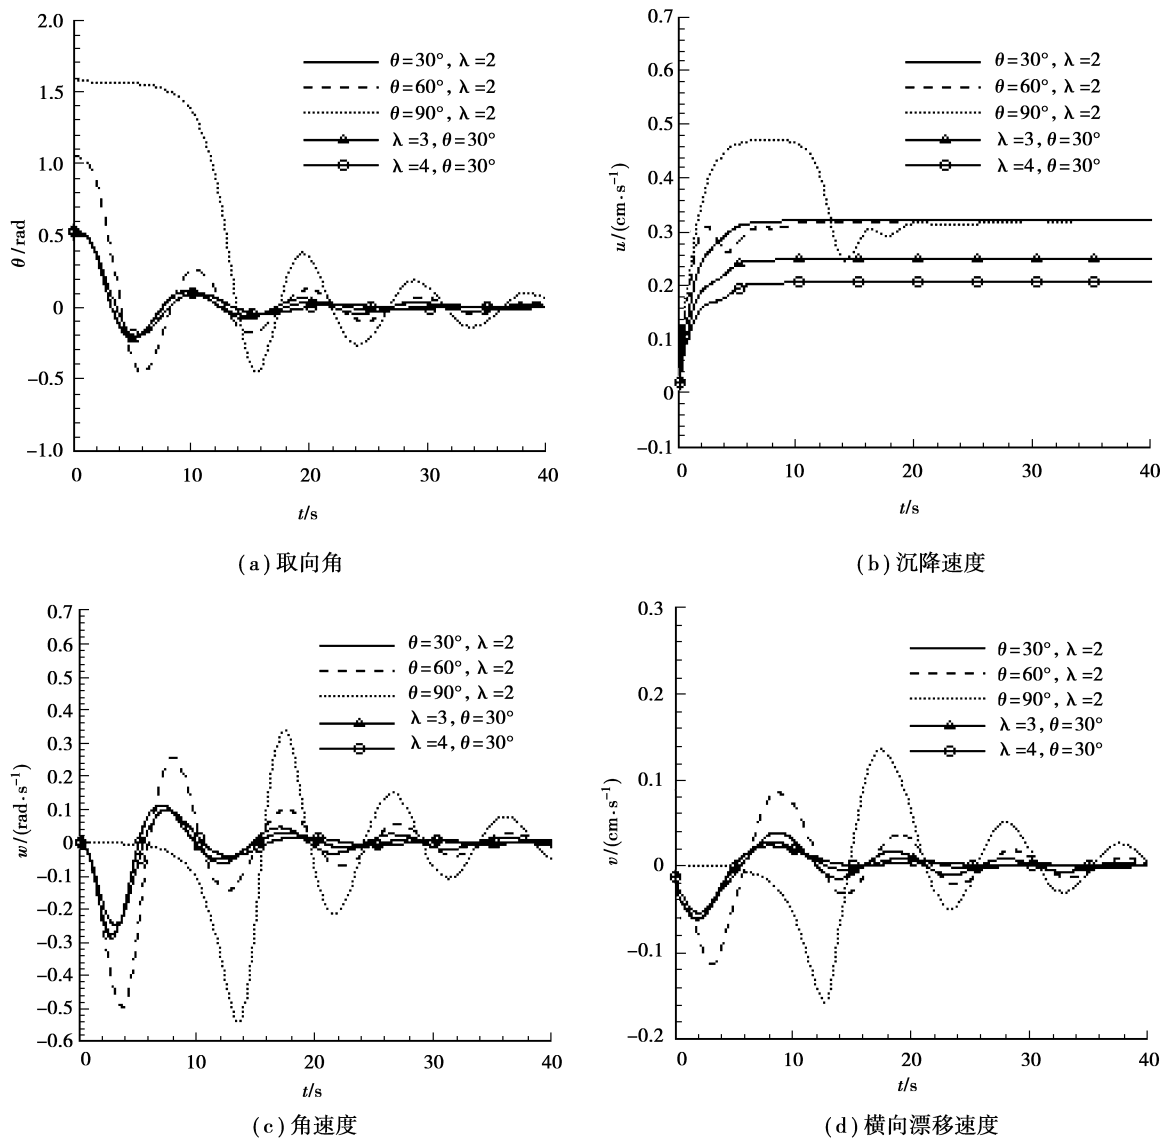 2.0
1.5
1.0
0.5
0
−0.5
−1.0
θ/rad
θ=30°, λ=2
θ=60°, λ=2
θ=90°, λ=2
λ=3, θ=30°
λ=4, θ=30°
0 10 20 30 40
t/s
(a)取向角
0.7
0.6
0.5
0.4
0.3
0.2
0.1
0
−0.1
u/(cm·s⁻¹)
θ=30°, λ=2
θ=60°, λ=2
θ=90°, λ=2
λ=3, θ=30°
λ=4, θ=30°
0 10 20 30 40
t/s
(b)沉降速度
0.7
0.6
0.5
0.4
0.3
0.2
0.1
0
−0.1
−0.2
−0.3
−0.4
−0.5
−0.6
w/(rad·s⁻¹)
θ=30°, λ=2
θ=60°, λ=2
θ=90°, λ=2
λ=3, θ=30°
λ=4, θ=30°
0 10 20 30 40
t/s
(c)角速度
0.3
0.2
0.1
0
−0.1
−0.2
v/(cm·s⁻¹)
θ=30°, λ=2
θ=60°, λ=2
θ=90°, λ=2
λ=3, θ=30°
λ=4, θ=30°
0 10 20 30 40
t/s
(d)横向漂移速度